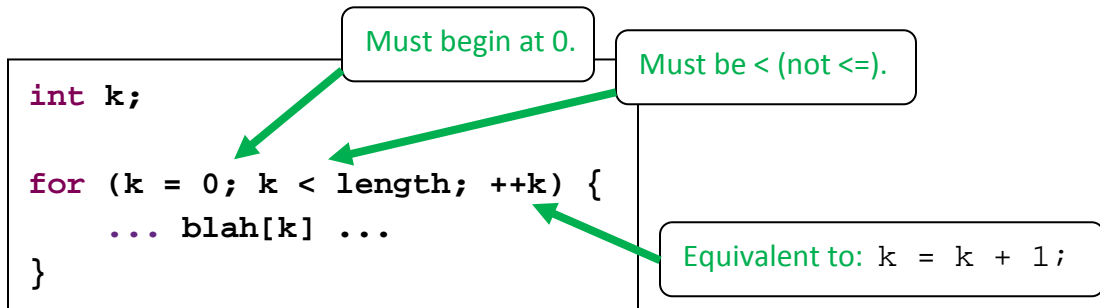 Must begin at 0.
Must be < (not <=).
int k;
for (k = 0; k < length; ++k) {
... blah[k] ...
}
Equivalent to: k = k + 1;